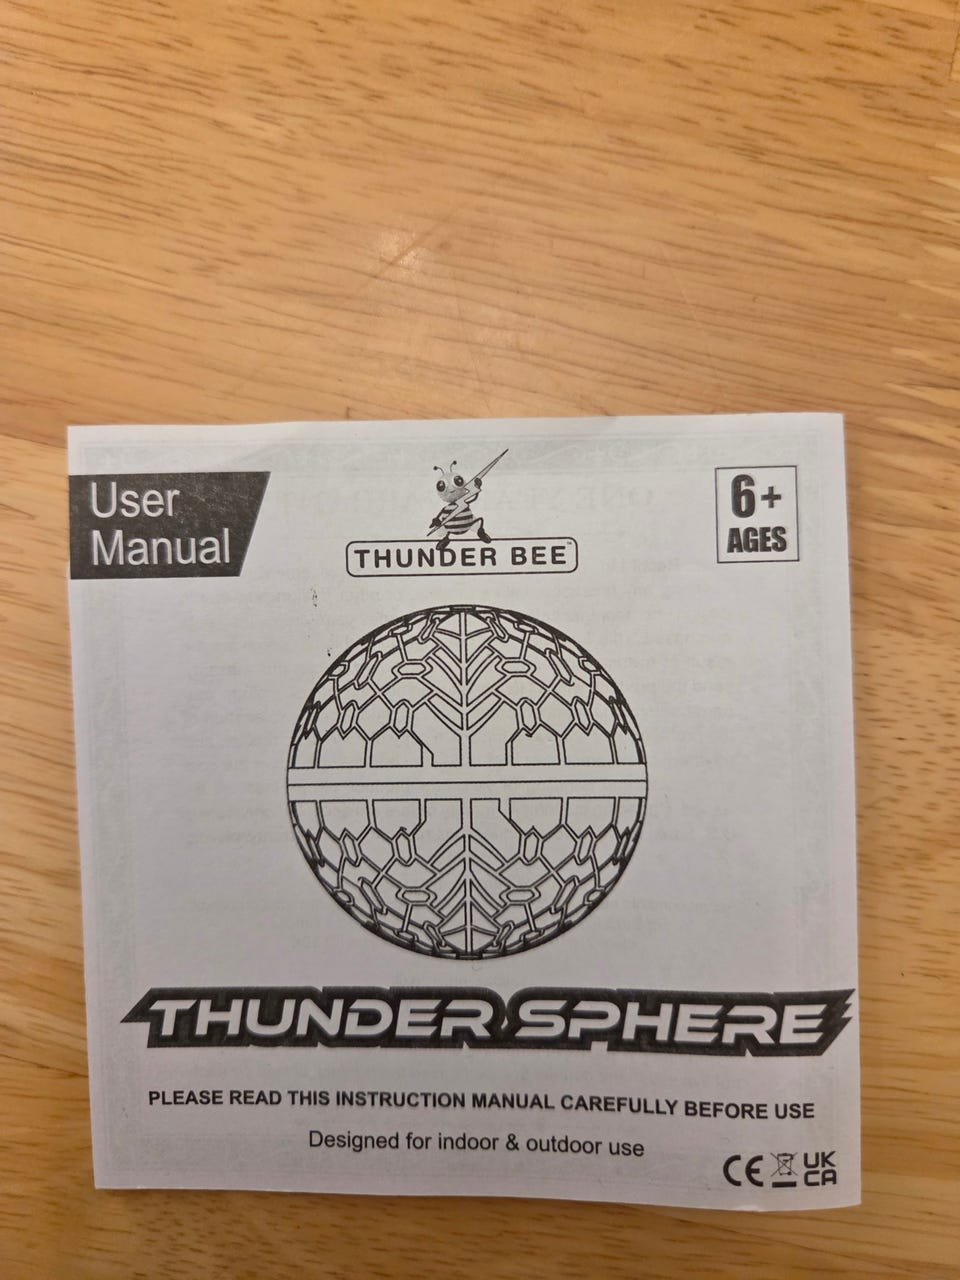 User
Manual
THUNDER BEE™
6+
AGES
THUNDER SPHERE
PLEASE READ THIS INSTRUCTION MANUAL CAREFULLY BEFORE USE
Designed for indoor & outdoor use
CE UK
CA